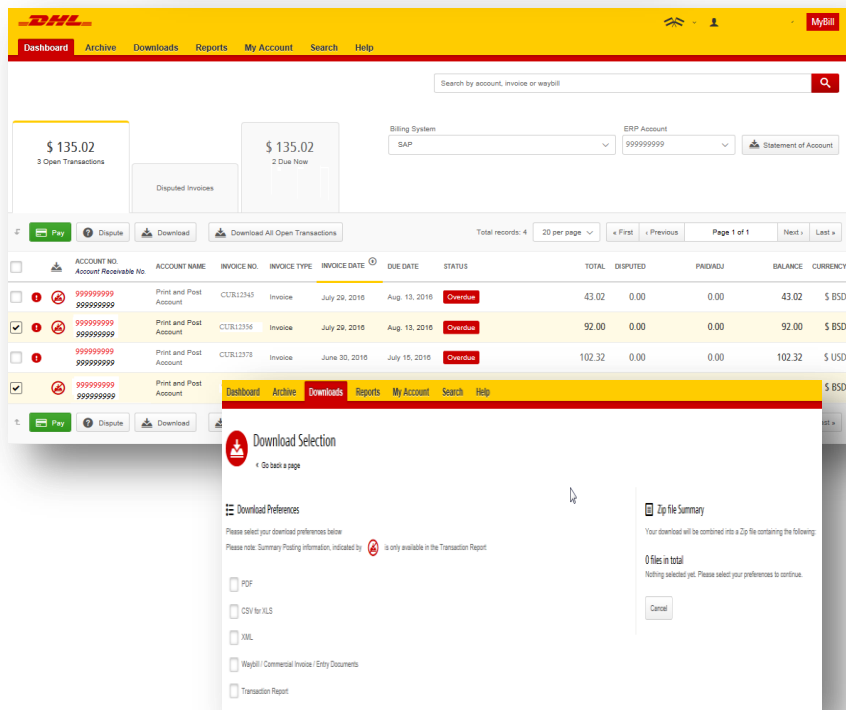 DHL
MyBill
Dashboard Archive Downloads Reports My Account Search Help
Search by account, invoice or waybill
$ 135.02
3 Open Transactions
Disputed Invoices
$ 135.02
2 Due Now
Billing System
SAP
ERP Account
999999999
Statement of Account
Pay Dispute Download Download All Open Transactions Total records: 4 20 per page « First ‹ Previous Page 1 of 1 Next › Last »
ACCOUNT NO.
Account Receivable No. ACCOUNT NAME INVOICE NO. INVOICE TYPE INVOICE DATE DUE DATE STATUS TOTAL DISPUTED PAID/ADJ BALANCE CURRENCY
999999999
999999999
Print and Post
Account
CUR12345 Invoice July 29, 2016 Aug. 13, 2016 Overdue 43.02 0.00 0.00 43.02 $ BSD
999999999
999999999
Print and Post
Account
CUR12356 Invoice July 29, 2016 Aug. 13, 2016 Overdue 92.00 0.00 0.00 92.00 $ BSD
999999999
999999999
Print and Post
Account
CUR12378 Invoice June 30, 2016 July 15, 2016 Overdue 102.32 0.00 0.00 102.32 $ USD
999999999
999999999
Print and Post
Account
$ BSD
Pay Dispute Download
Dashboard Archive Downloads Reports My Account Search Help
Download Selection
‹ Go back a page
Download Preferences
Please select your download preferences below
Please note: Summary Posting information, indicated by is only available in the Transaction Report
PDF
CSV for XLS
XML
Waybill / Commercial Invoice / Entry Documents
Transaction Report
Zip file Summary
Your download will be combined into a Zip file containing the following:
0 files in total
Nothing selected yet. Please select your preferences to continue.
Cancel